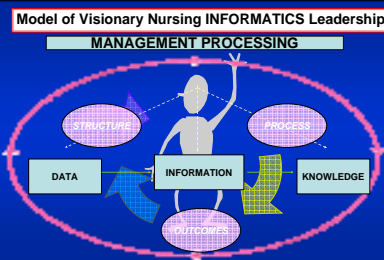 Model of Visionary Nursing INFORMATICS Leadership
MANAGEMENT PROCESSING
STRUCTURE
PROCESS
DATA
INFORMATION
KNOWLEDGE
OUTCOMES